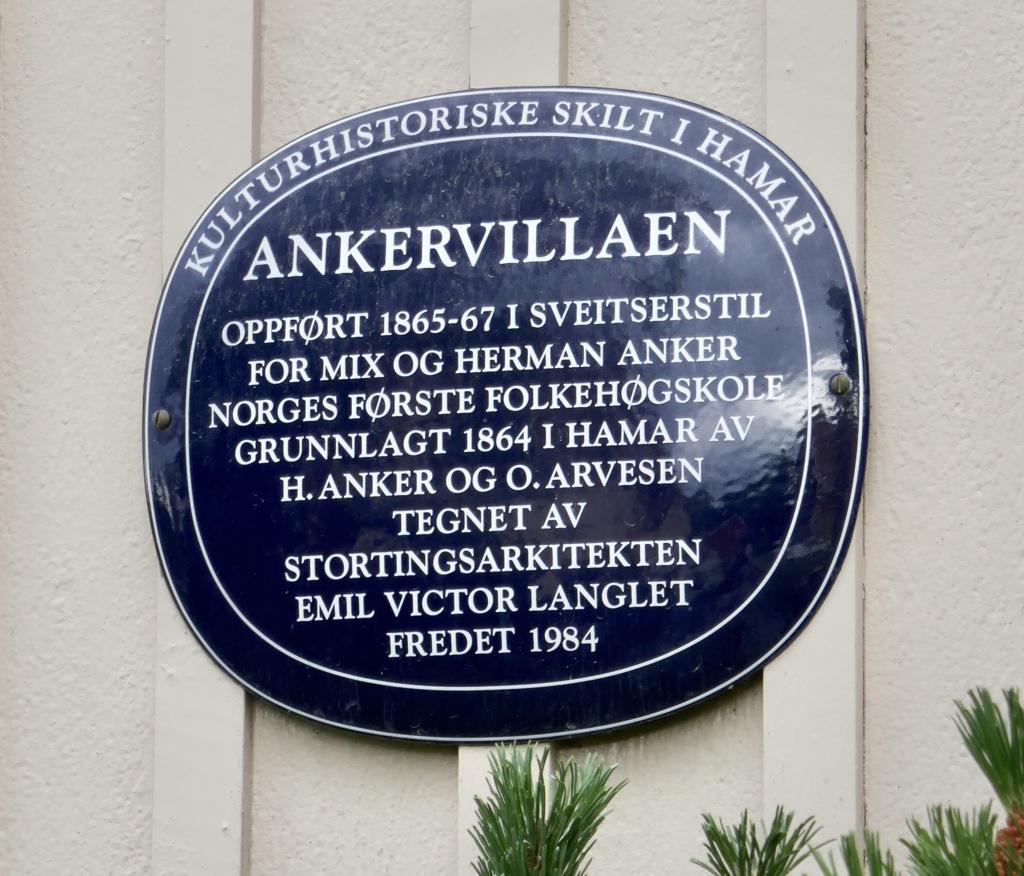 KULTURHISTORISKE SKILT I HAMAR
ANKERVILLAEN
OPPFØRT 1865-67 I SVEITSERSTIL
FOR MIX OG HERMAN ANKER
NORGES FØRSTE FOLKEHØGSKOLE
GRUNNLAGT 1864 I HAMAR AV
H. ANKER OG O. ARVESEN
TEGNET AV
STORTINGSARKITEKTEN
EMIL VICTOR LANGLET
FREDET 1984